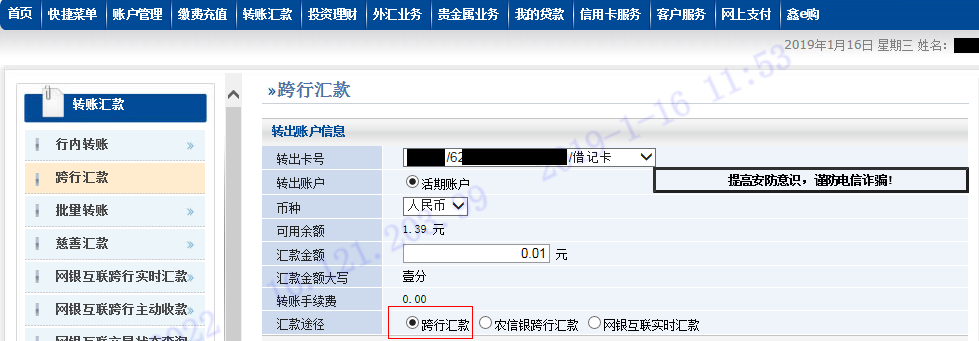 首页 快捷菜单 账户管理 缴费充值 转账汇款 投资理财 外汇业务 贵金属业务 我的贷款 信用卡服务 客户服务 网上支付 鑫e购
2019年1月16日 星期三 姓名：
转账汇款
行内转账 »
跨行汇款
批量转账 »
慈善汇款 »
网银互联跨行实时汇款 »
网银互联跨行主动收款 »
»跨行汇款
转出账户信息
转出卡号 /62 /借记卡
转出账户 活期账户
提高安防意识，谨防电信诈骗！
币种 人民币
可用余额 1.39 元
汇款金额 0.01 元
汇款金额大写 壹分
转账手续费 0.00
汇款途径 跨行汇款 农信银跨行汇款 网银互联实时汇款
2019-1-16 11:53